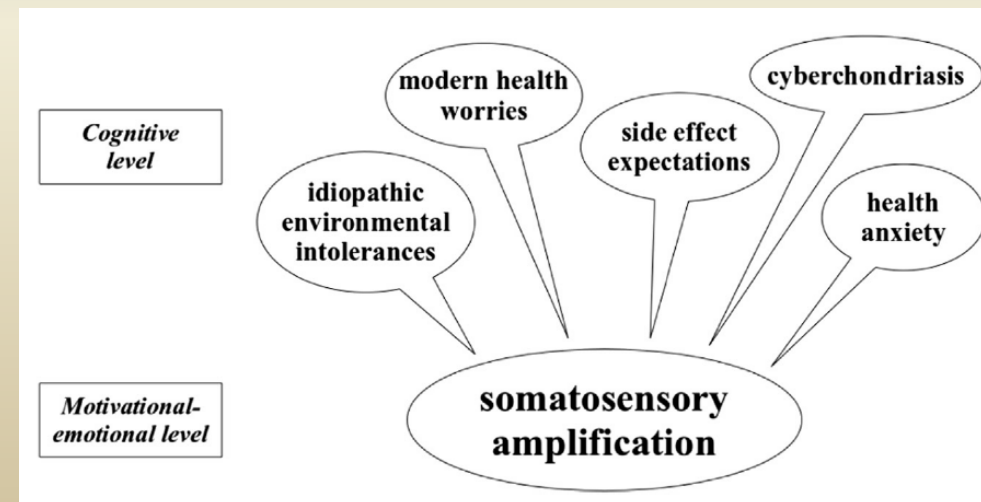 Cognitive
level
modern health
worries
cyberchondriasis
side effect
expectations
idiopathic
environmental
intolerances
health
anxiety
Motivational-
emotional level
somatosensory
amplification